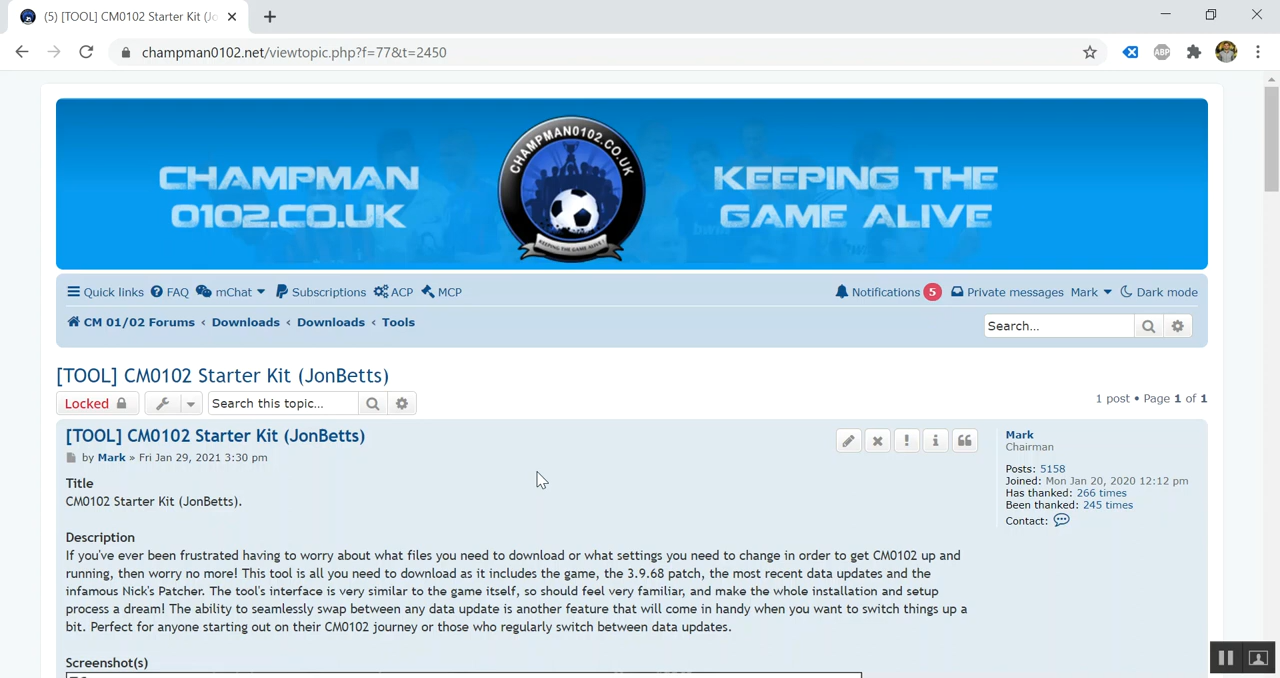 (5) [TOOL] CM0102 Starter Kit (Jo
champman0102.net/viewtopic.php?f=77&t=2450
ABP
CHAMPMAN
0102.CO.UK
CHAMPMAN0102.CO.UK
KEEPING THE GAME ALIVE!
KEEPING THE
GAME ALIVE
Quick links FAQ mChat Subscriptions ACP MCP
Notifications 5 Private messages Mark Dark mode
CM 01/02 Forums ‹ Downloads ‹ Downloads ‹ Tools
Search...
[TOOL] CM0102 Starter Kit (JonBetts)
Locked
Search this topic...
1 post • Page 1 of 1
[TOOL] CM0102 Starter Kit (JonBetts)
by Mark » Fri Jan 29, 2021 3:30 pm
Mark
Chairman
Posts: 5158
Joined: Mon Jan 20, 2020 12:12 pm
Has thanked: 266 times
Been thanked: 245 times
Contact:
Title
CM0102 Starter Kit (JonBetts).
Description
If you've ever been frustrated having to worry about what files you need to download or what settings you need to change in order to get CM0102 up and
running, then worry no more! This tool is all you need to download as it includes the game, the 3.9.68 patch, the most recent data updates and the
infamous Nick's Patcher. The tool's interface is very similar to the game itself, so should feel very familiar, and make the whole installation and setup
process a dream! The ability to seamlessly swap between any data update is another feature that will come in handy when you want to switch things up a
bit. Perfect for anyone starting out on their CM0102 journey or those who regularly switch between data updates.
Screenshot(s)